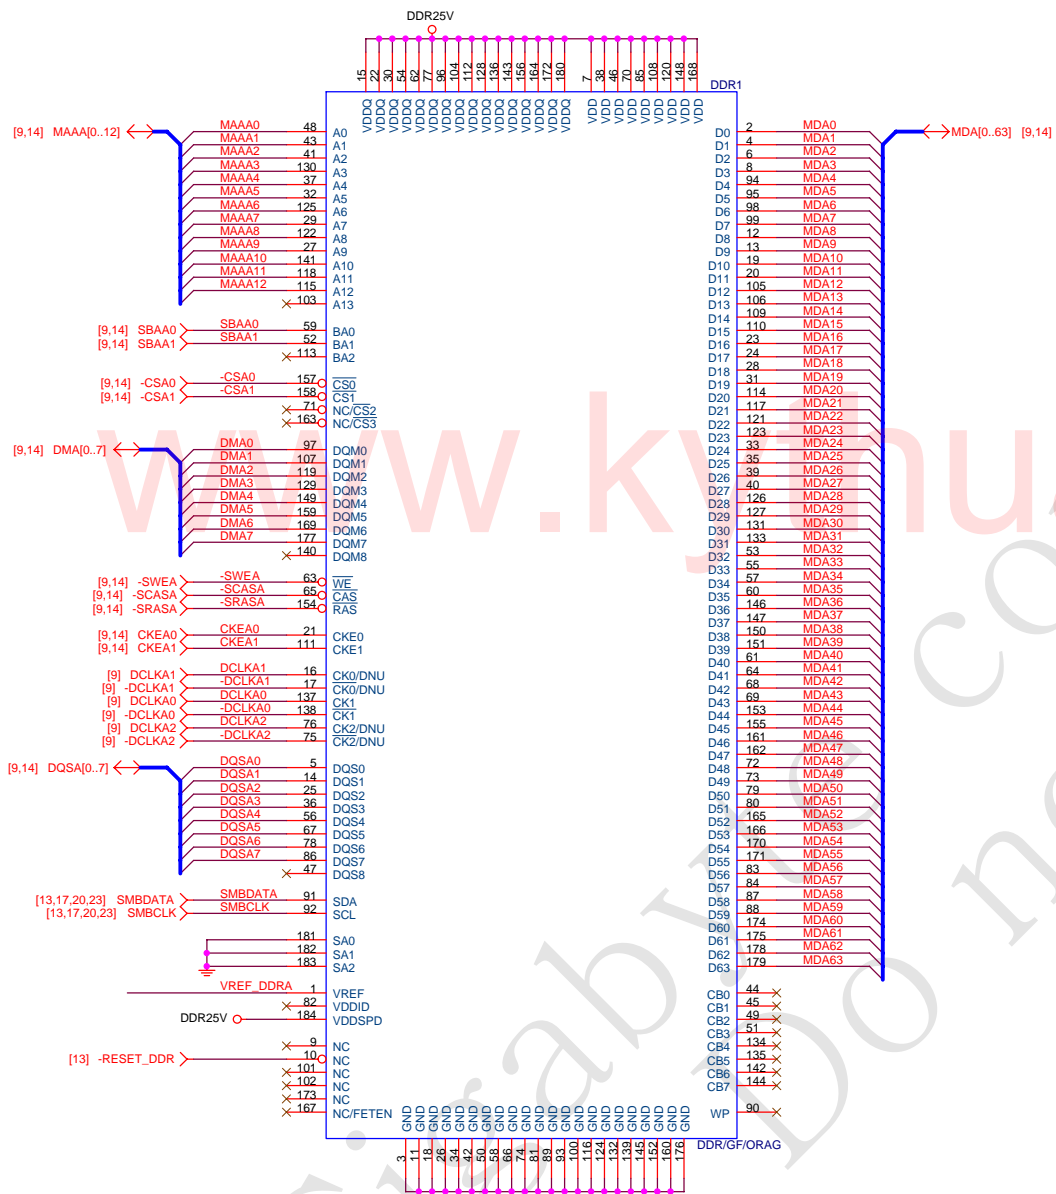 DDR25V
15 22 30 54 62 77 96 104 112 128 136 143 156 164 172 180 7 38 46 70 85 108 120 148 168
VDDQ VDDQ VDDQ VDDQ VDDQ VDDQ VDDQ VDDQ VDDQ VDDQ VDDQ VDDQ VDDQ VDDQ VDDQ VDDQ VDD VDD VDD VDD VDD VDD VDD VDD VDD
DDR1
[9,14] MAAA[0..12]
MAAA0 48 A0
MAAA1 43 A1
MAAA2 41 A2
MAAA3 130 A3
MAAA4 37 A4
MAAA5 32 A5
MAAA6 125 A6
MAAA7 29 A7
MAAA8 122 A8
MAAA9 27 A9
MAAA10 141 A10
MAAA11 118 A11
MAAA12 115 A12
103 A13
[9,14] SBAA0 SBAA0 59 BA0
[9,14] SBAA1 SBAA1 52 BA1
113 BA2
[9,14] -CSA0 -CSA0 157 CS0
[9,14] -CSA1 -CSA1 158 CS1
71 NC/CS2
163 NC/CS3
[9,14] DMA[0..7]
DMA0 97 DQM0
DMA1 107 DQM1
DMA2 119 DQM2
DMA3 129 DQM3
DMA4 149 DQM4
DMA5 159 DQM5
DMA6 169 DQM6
DMA7 177 DQM7
140 DQM8
[9,14] -SWEA -SWEA 63 WE
[9,14] -SCASA -SCASA 65 CAS
[9,14] -SRASA -SRASA 154 RAS
[9,14] CKEA0 CKEA0 21 CKE0
[9,14] CKEA1 CKEA1 111 CKE1
[9] DCLKA1 DCLKA1 16 CK0/DNU
[9] -DCLKA1 -DCLKA1 17 CK0/DNU
[9] DCLKA0 DCLKA0 137 CK1
[9] -DCLKA0 -DCLKA0 138 CK1
[9] DCLKA2 DCLKA2 76 CK2/DNU
[9] -DCLKA2 -DCLKA2 75 CK2/DNU
[9,14] DQSA[0..7]
DQSA0 5 DQS0
DQSA1 14 DQS1
DQSA2 25 DQS2
DQSA3 36 DQS3
DQSA4 56 DQS4
DQSA5 67 DQS5
DQSA6 78 DQS6
DQSA7 86 DQS7
47 DQS8
[13,17,20,23] SMBDATA SMBDATA 91 SDA
[13,17,20,23] SMBCLK SMBCLK 92 SCL
181 SA0
182 SA1
183 SA2
VREF_DDRA 1 VREF
82 VDDID
DDR25V 184 VDDSPD
9 NC
[13] -RESET_DDR 10 NC
101 NC
102 NC
173 NC
167 NC/FETEN
MDA[0..63] [9,14]
D0 2 MDA0
D1 4 MDA1
D2 6 MDA2
D3 8 MDA3
D4 94 MDA4
D5 95 MDA5
D6 98 MDA6
D7 99 MDA7
D8 12 MDA8
D9 13 MDA9
D10 19 MDA10
D11 20 MDA11
D12 105 MDA12
D13 106 MDA13
D14 109 MDA14
D15 110 MDA15
D16 23 MDA16
D17 24 MDA17
D18 28 MDA18
D19 31 MDA19
D20 114 MDA20
D21 117 MDA21
D22 121 MDA22
D23 123 MDA23
D24 33 MDA24
D25 35 MDA25
D26 39 MDA26
D27 40 MDA27
D28 126 MDA28
D29 127 MDA29
D30 131 MDA30
D31 133 MDA31
D32 53 MDA32
D33 55 MDA33
D34 57 MDA34
D35 60 MDA35
D36 146 MDA36
D37 147 MDA37
D38 150 MDA38
D39 151 MDA39
D40 61 MDA40
D41 64 MDA41
D42 68 MDA42
D43 69 MDA43
D44 153 MDA44
D45 155 MDA45
D46 161 MDA46
D47 162 MDA47
D48 72 MDA48
D49 73 MDA49
D50 79 MDA50
D51 80 MDA51
D52 165 MDA52
D53 166 MDA53
D54 170 MDA54
D55 171 MDA55
D56 83 MDA56
D57 84 MDA57
D58 87 MDA58
D59 88 MDA59
D60 174 MDA60
D61 175 MDA61
D62 178 MDA62
D63 179 MDA63
CB0 44
CB1 45
CB2 49
CB3 51
CB4 134
CB5 135
CB6 142
CB7 144
WP 90
GND GND GND GND GND GND GND GND GND GND GND GND GND GND GND GND GND GND GND GND GND GND
DDR/GF/ORAG
3 11 18 26 34 42 50 58 66 74 81 89 93 100 116 124 132 139 145 152 160 176
www.kythu
Gigabyte co
Do no